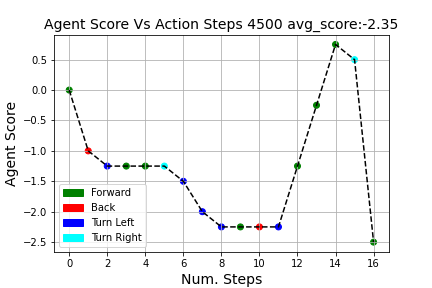 Agent Score Vs Action Steps 4500 avg_score:-2.35
Agent Score
0.5
0.0
−0.5
−1.0
−1.5
−2.0
−2.5
Forward
Back
Turn Left
Turn Right
0 2 4 6 8 10 12 14 16
Num. Steps